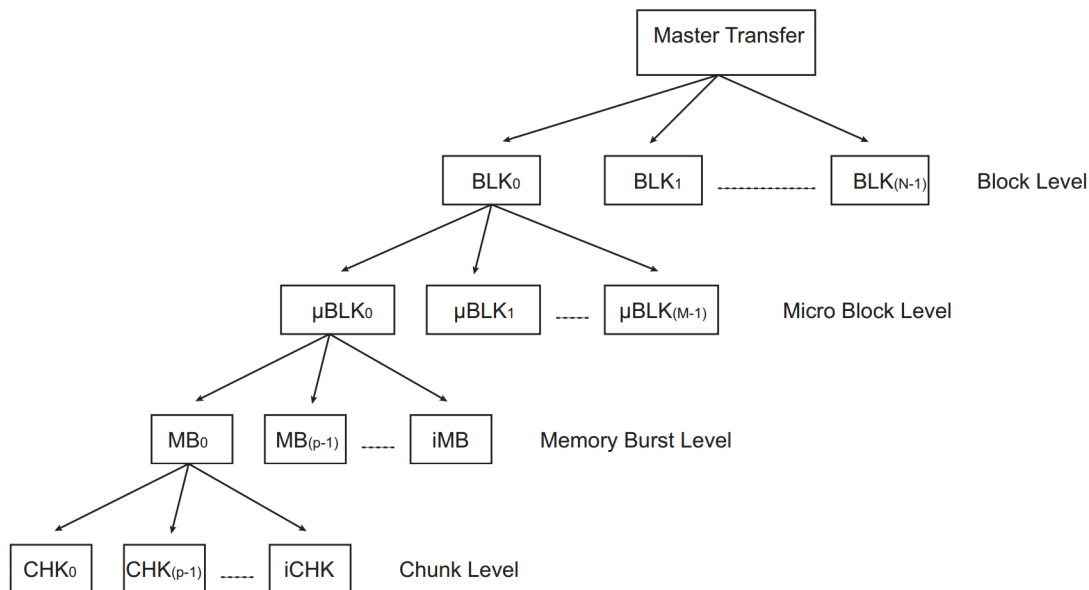 Master Transfer
BLK0 BLK1 BLK(N-1) Block Level
µBLK0 µBLK1 µBLK(M-1) Micro Block Level
MB0 MB(p-1) iMB Memory Burst Level
CHK0 CHK(p-1) iCHK Chunk Level